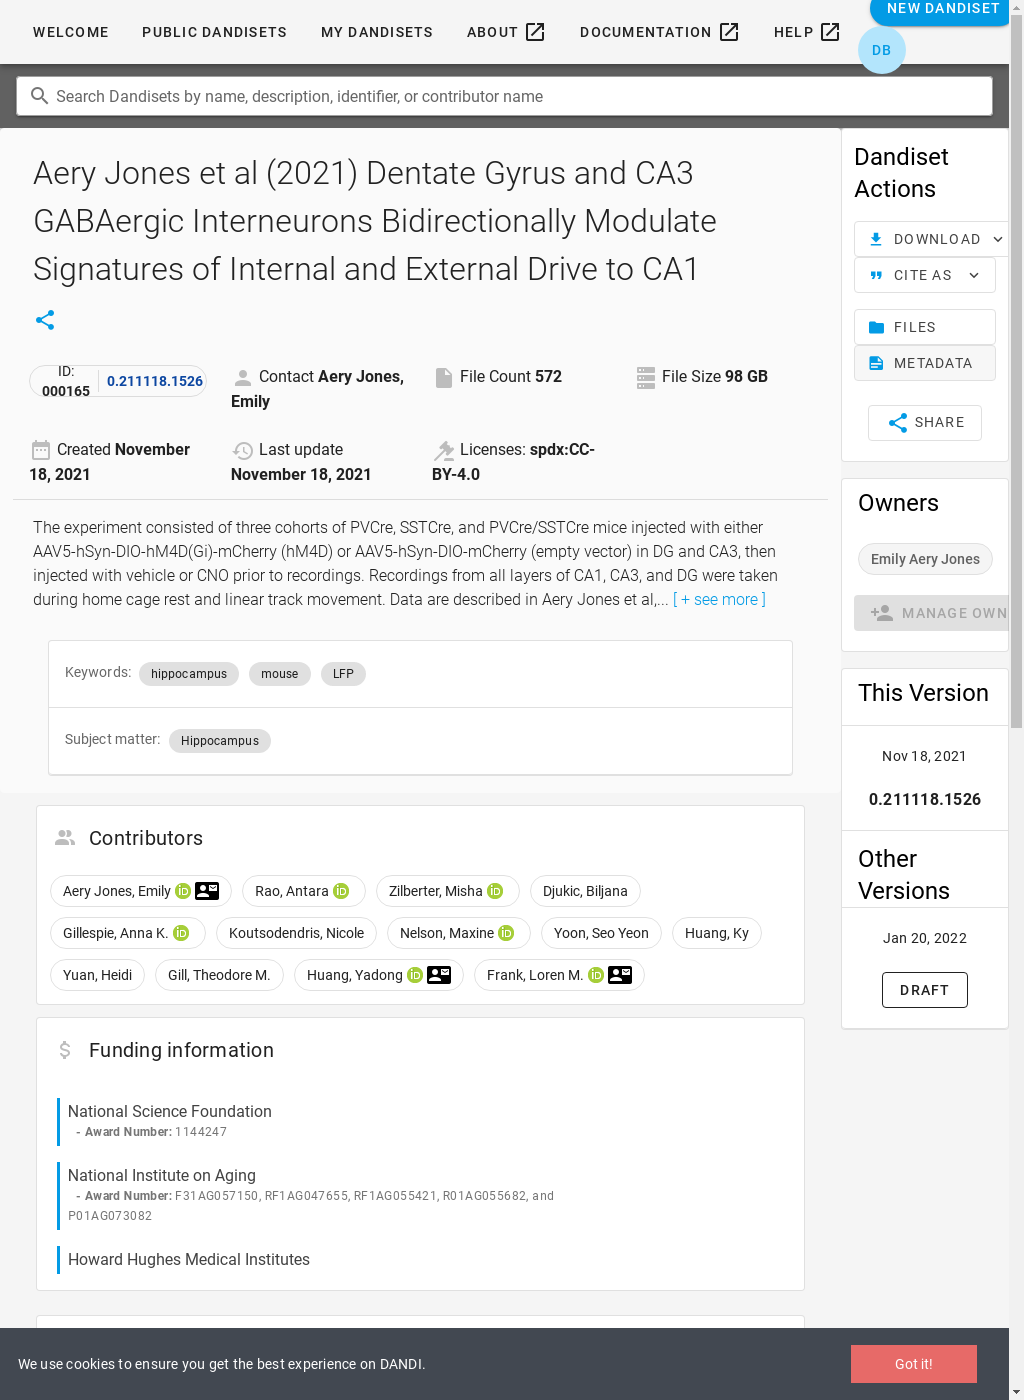 WELCOME PUBLIC DANDISETS MY DANDISETS ABOUT DOCUMENTATION HELP NEW DANDISET
DB
Search Dandisets by name, description, identifier, or contributor name
Aery Jones et al (2021) Dentate Gyrus and CA3
GABAergic Interneurons Bidirectionally Modulate
Signatures of Internal and External Drive to CA1
ID:
000165 0.211118.1526
Contact Aery Jones,
Emily
File Count 572
File Size 98 GB
Created November
18, 2021
Last update
November 18, 2021
Licenses: spdx:CC-
BY-4.0
The experiment consisted of three cohorts of PVCre, SSTCre, and PVCre/SSTCre mice injected with either
AAV5-hSyn-DIO-hM4D(Gi)-mCherry (hM4D) or AAV5-hSyn-DIO-mCherry (empty vector) in DG and CA3, then
injected with vehicle or CNO prior to recordings. Recordings from all layers of CA1, CA3, and DG were taken
during home cage rest and linear track movement. Data are described in Aery Jones et al,... [ + see more ]
Keywords: hippocampus mouse LFP
Subject matter: Hippocampus
Contributors
Aery Jones, Emily iD Rao, Antara iD Zilberter, Misha iD Djukic, Biljana
Gillespie, Anna K. iD Koutsodendris, Nicole Nelson, Maxine iD Yoon, Seo Yeon Huang, Ky
Yuan, Heidi Gill, Theodore M. Huang, Yadong iD Frank, Loren M. iD
Funding information
National Science Foundation
- Award Number: 1144247
National Institute on Aging
- Award Number: F31AG057150, RF1AG047655, RF1AG055421, R01AG055682, and
P01AG073082
Howard Hughes Medical Institutes
Dandiset
Actions
DOWNLOAD
CITE AS
FILES
METADATA
SHARE
Owners
Emily Aery Jones
MANAGE OWN
This Version
Nov 18, 2021
0.211118.1526
Other
Versions
Jan 20, 2022
DRAFT
We use cookies to ensure you get the best experience on DANDI.
Got it!